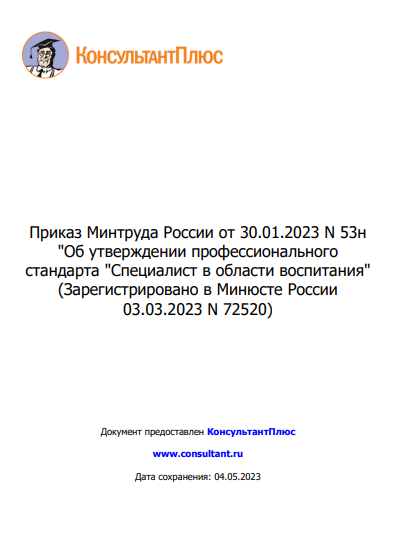 КонсультантПлюс
Приказ Минтруда России от 30.01.2023 N 53н
"Об утверждении профессионального
стандарта "Специалист в области воспитания"
(Зарегистрировано в Минюсте России
03.03.2023 N 72520)
Документ предоставлен КонсультантПлюс
www.consultant.ru
Дата сохранения: 04.05.2023